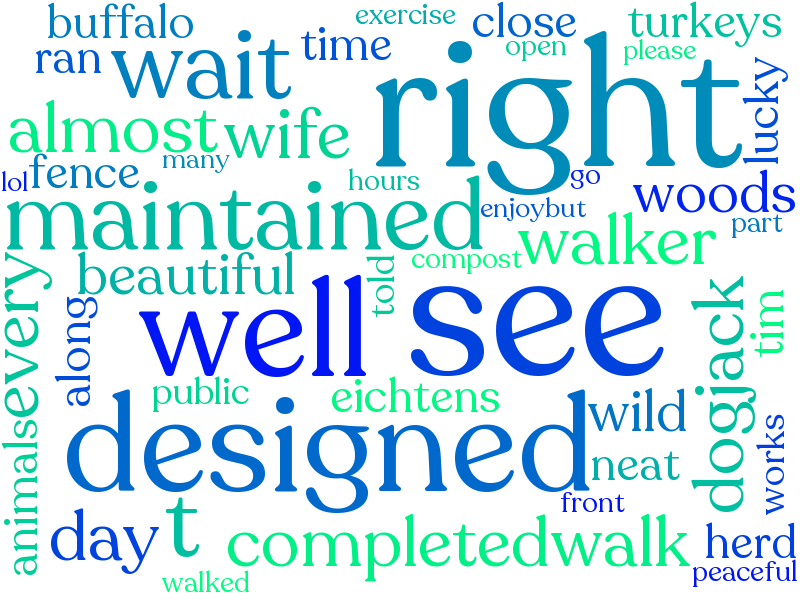 exercise
buffalo
close
turkeys
ran
wait
time
open
please
right
lucky
almost
wife
fence
many
lol
hours
go
woods
maintained
enjoybut
part
walker
every
beautiful
told
compost
along
well
see
dogjack
tim
public
eichtens
animals
designed
wild
works
neat
front
day
t
completedwalk
herd
walked
peaceful